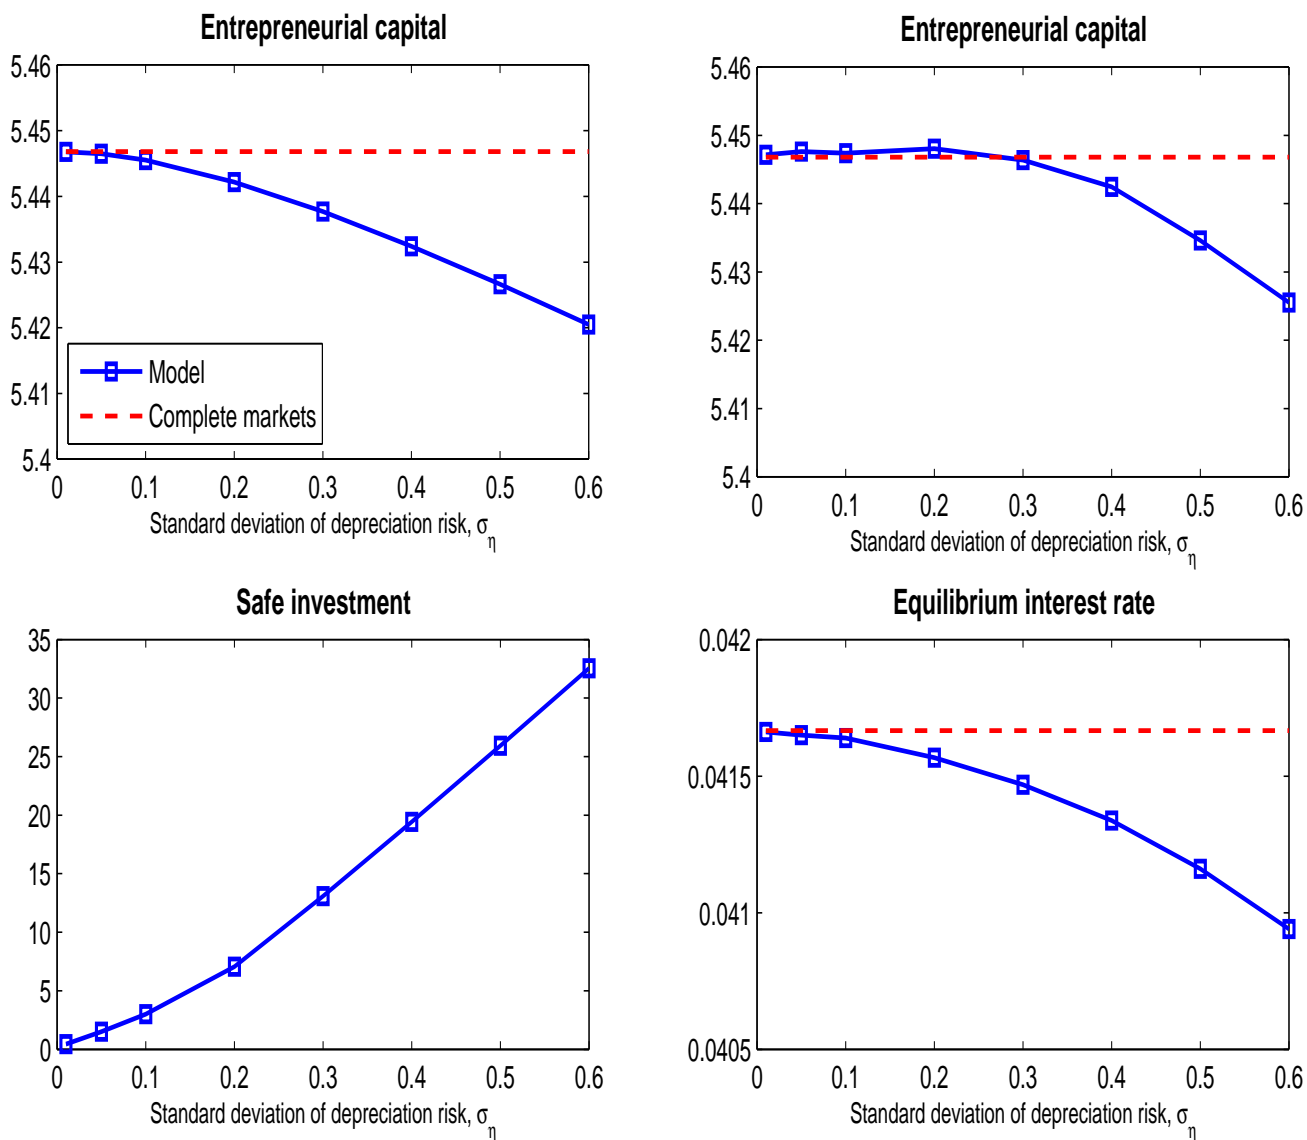 Entrepreneurial capital
5.46
5.45
5.44
5.43
5.42
5.41
5.4
Model
Complete markets
0 0.1 0.2 0.3 0.4 0.5 0.6
Standard deviation of depreciation risk, σ_η
Entrepreneurial capital
5.46
5.45
5.44
5.43
5.42
5.41
5.4
0 0.1 0.2 0.3 0.4 0.5 0.6
Standard deviation of depreciation risk, σ_η
Safe investment
35
30
25
20
15
10
5
0
0 0.1 0.2 0.3 0.4 0.5 0.6
Standard deviation of depreciation risk, σ_η
Equilibrium interest rate
0.042
0.0415
0.041
0.0405
0 0.1 0.2 0.3 0.4 0.5 0.6
Standard deviation of depreciation risk, σ_η